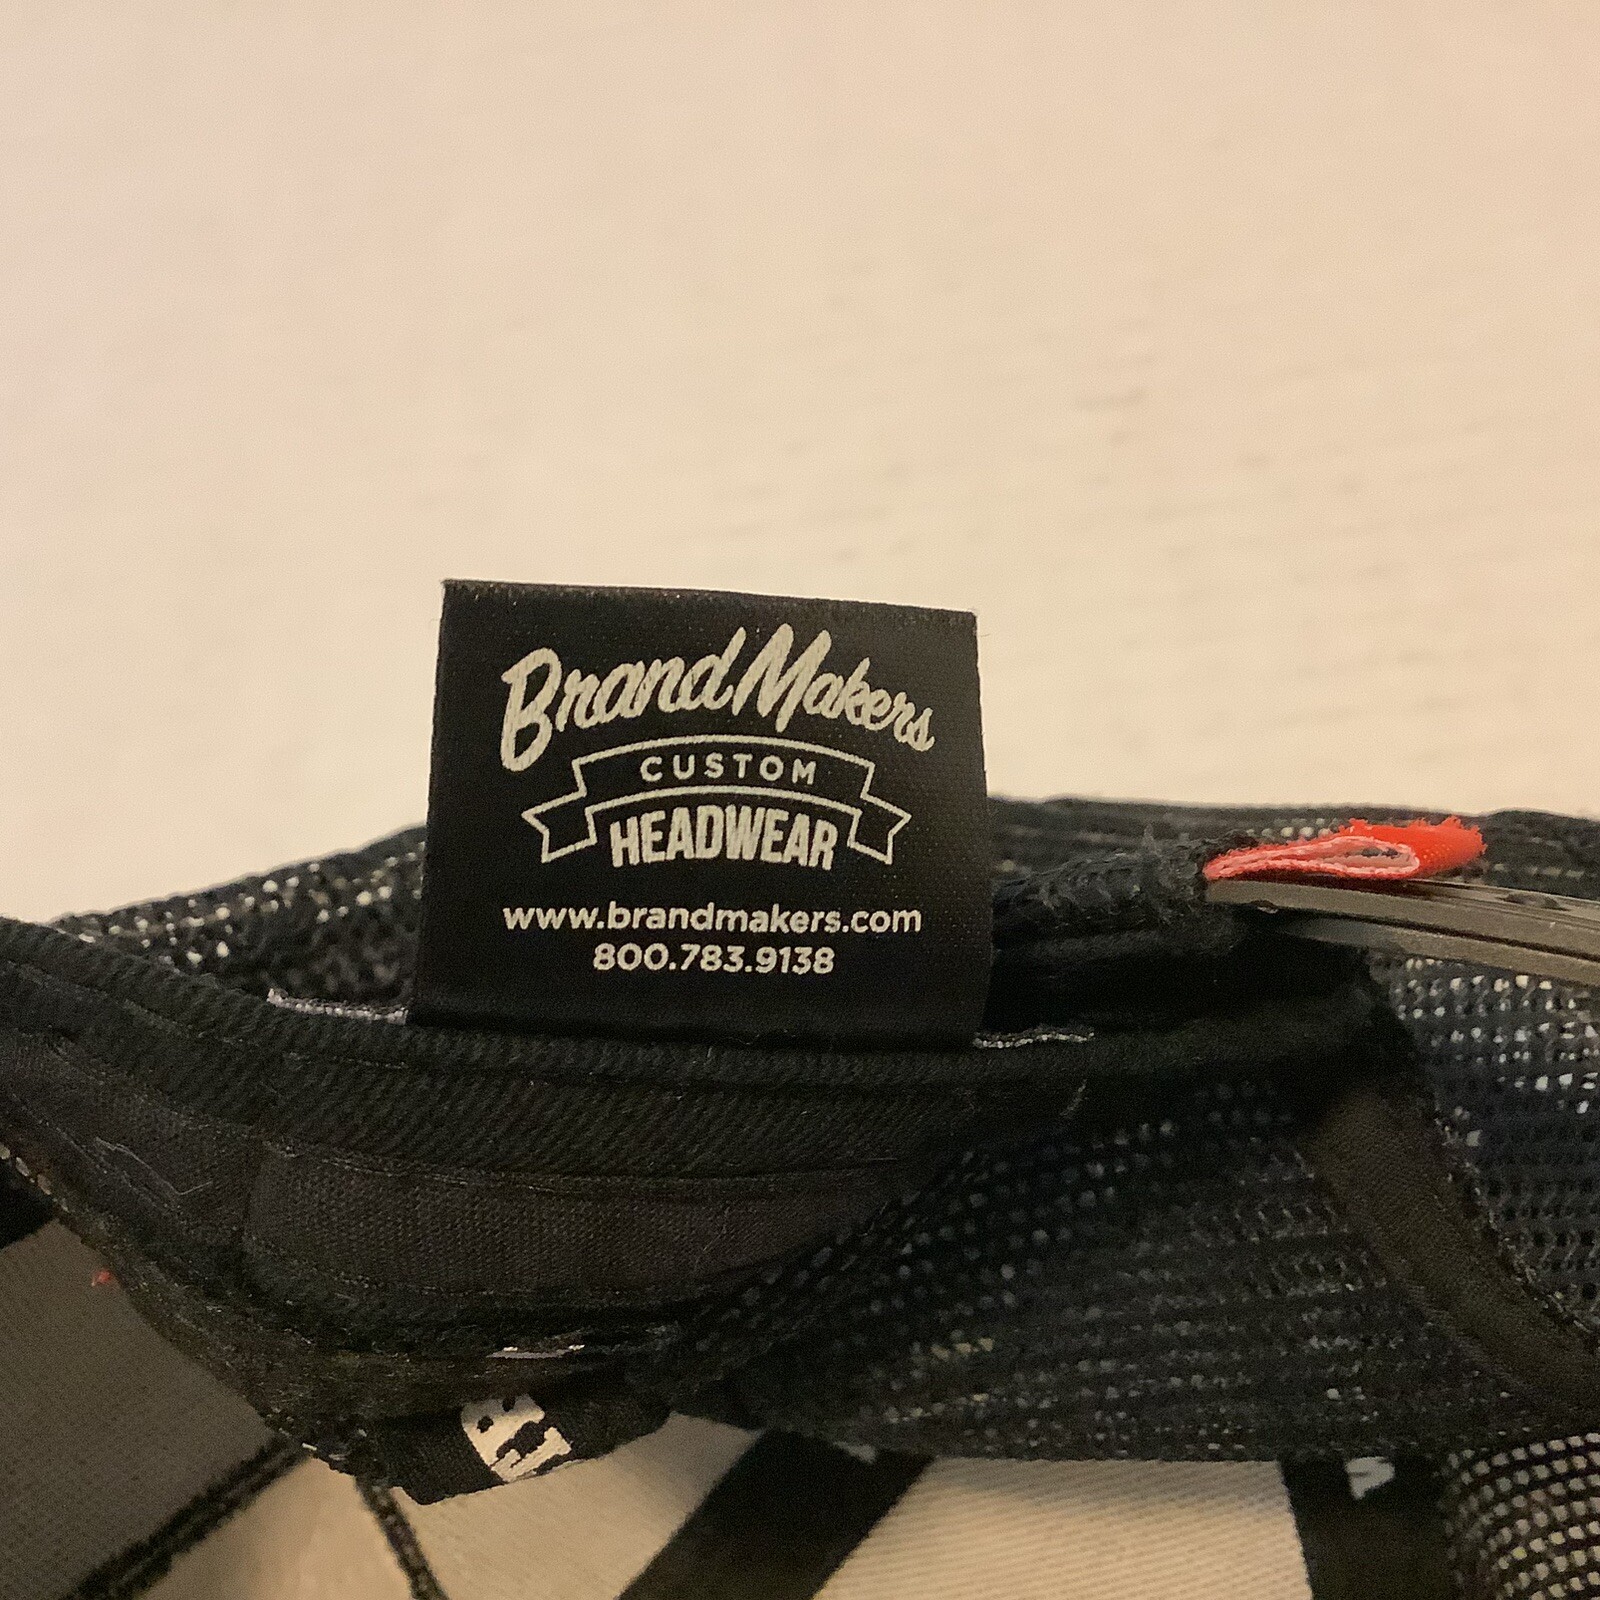 BrandMakers
CUSTOM
HEADWEAR
www.brandmakers.com
800.783.9138